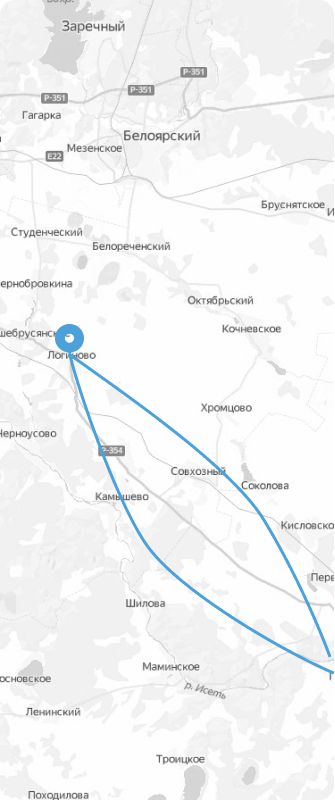 Заречный
Р-351
Р-351
Р-351
Гагарка
Белоярский
Мезенское
Е22
Бруснятское
Студенческий
Белореченский
Октябрьский
Кочневское
Логиново
Хромцово
Р-354
Совхозный
Соколова
Камышево
Шилова
Маминское
р. Исеть
Ленинский
Троицкое
Походилова